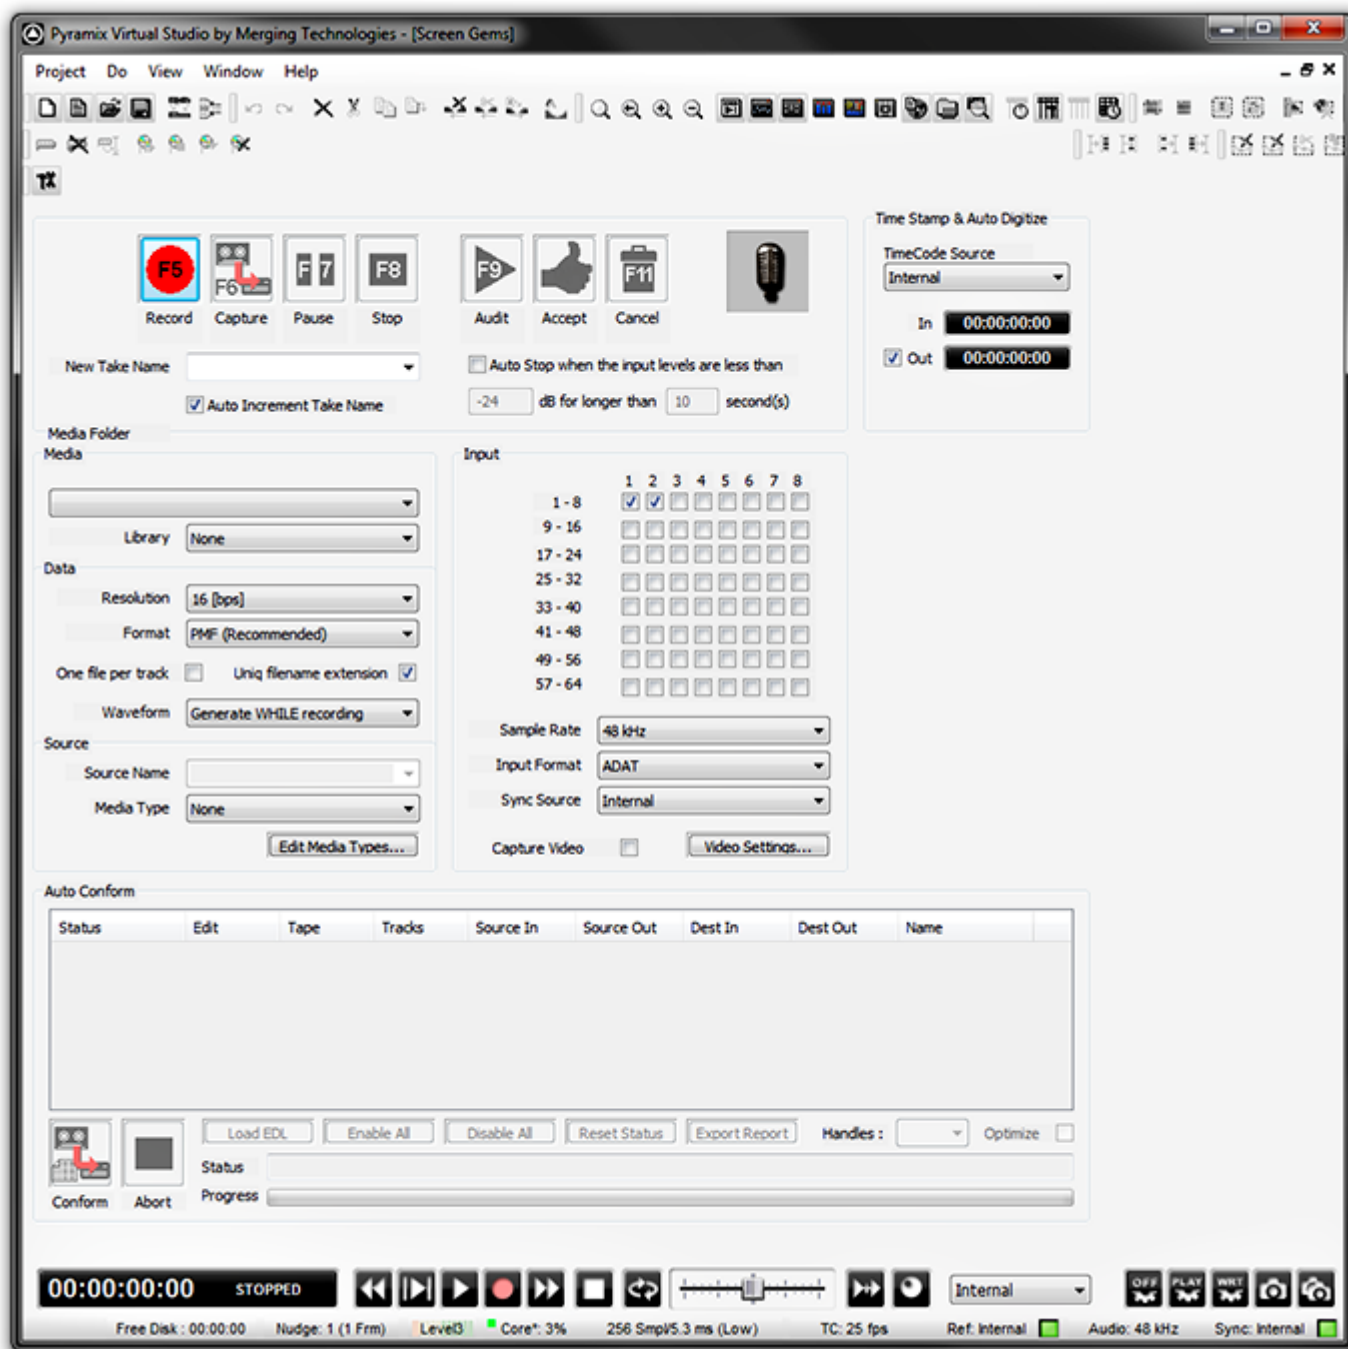 Pyramix Virtual Studio by Merging Technologies - [Screen Gems]
Project Do View Window Help
F5 F6 F7 F8 F9 F11
Record Capture Pause Stop Audit Accept Cancel
New Take Name
Auto Increment Take Name
Auto Stop when the input levels are less than
-24 dB for longer than 10 second(s)
Time Stamp & Auto Digitize
TimeCode Source
Internal
In 00:00:00:00
Out 00:00:00:00
Media Folder
Media
Library None
Data
Resolution 16 [bps]
Format PMF (Recommended)
One file per track Uniq filename extension
Waveform Generate WHILE recording
Source
Source Name
Media Type None
Edit Media Types...
Input
1 2 3 4 5 6 7 8
1 - 8
9 - 16
17 - 24
25 - 32
33 - 40
41 - 48
49 - 56
57 - 64
Sample Rate 48 kHz
Input Format ADAT
Sync Source Internal
Capture Video Video Settings...
Auto Conform
Status Edit Tape Tracks Source In Source Out Dest In Dest Out Name
Load EDL Enable All Disable All Reset Status Export Report Handles : Optimize
Status
Progress
Conform Abort
00:00:00:00 STOPPED Internal OFF PLAY WRT
Free Disk : 00:00:00 Nudge: 1 (1 Frm) Level3 Core*: 3% 256 Smpl/5.3 ms (Low) TC: 25 fps Ref: Internal Audio: 48 kHz Sync: Internal